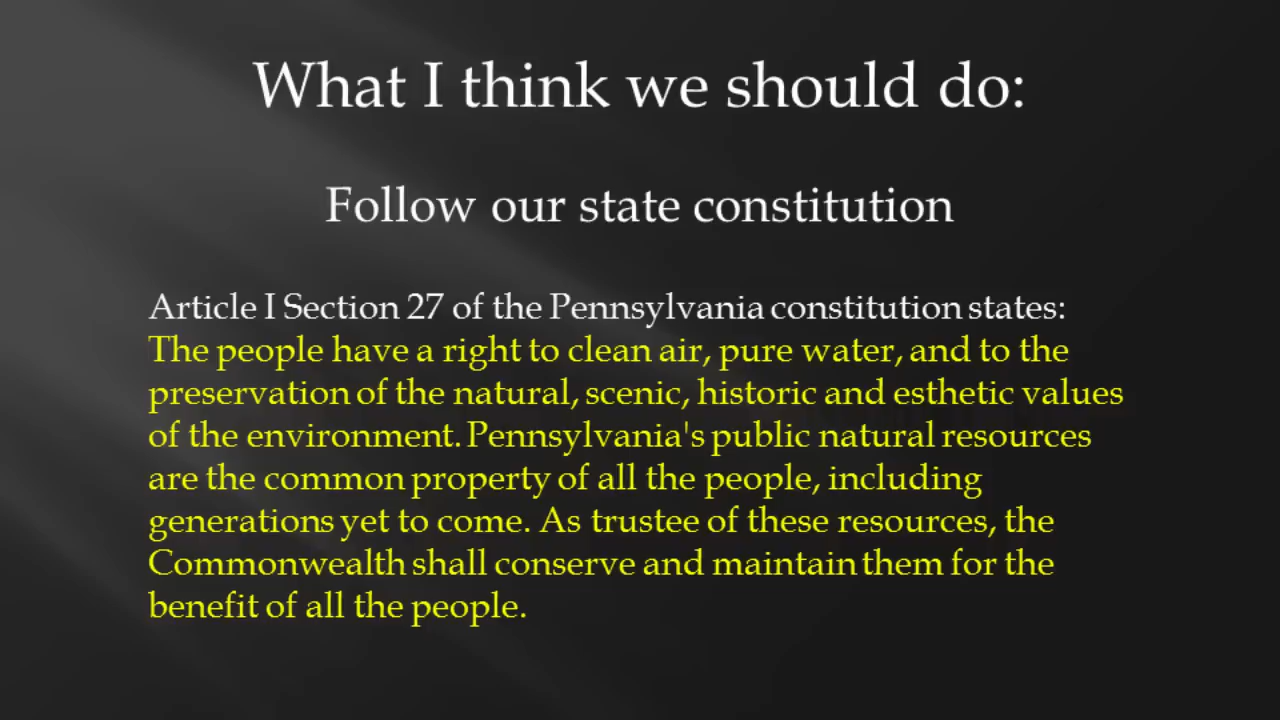 What I think we should do:
Follow our state constitution
Article I Section 27 of the Pennsylvania constitution states:
The people have a right to clean air, pure water, and to the
preservation of the natural, scenic, historic and esthetic values
of the environment. Pennsylvania's public natural resources
are the common property of all the people, including
generations yet to come. As trustee of these resources, the
Commonwealth shall conserve and maintain them for the
benefit of all the people.